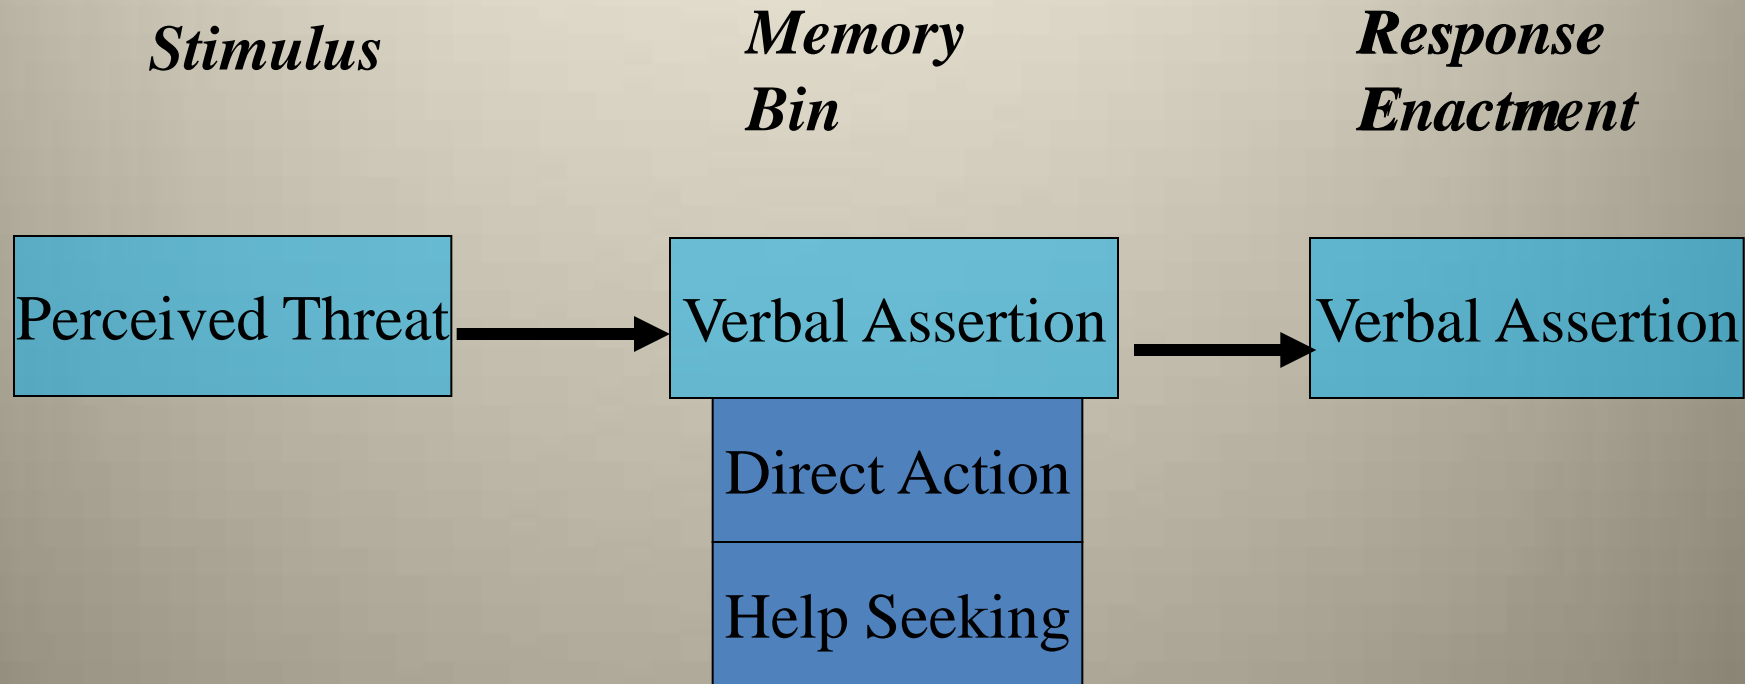 Stimulus
Memory
Bin
Response
Enactment
Perceived Threat
Verbal Assertion
Verbal Assertion
Direct Action
Help Seeking